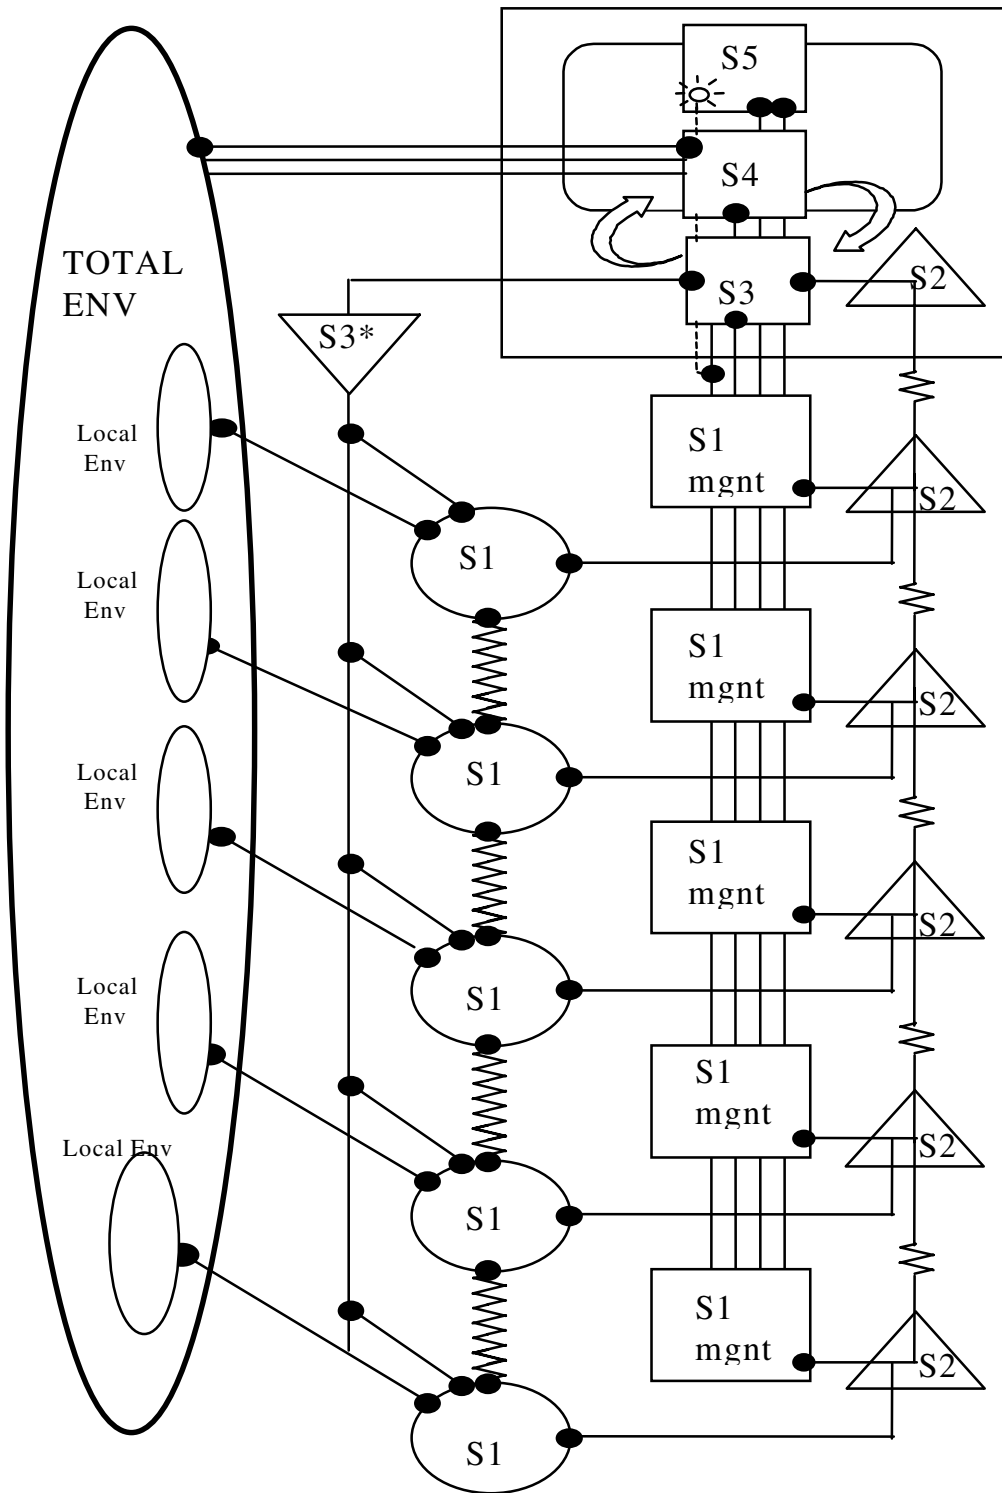 S5
S4
TOTAL
ENV
S3
S2
S3*
Local
Env
S1
mgnt
S2
S1
Local
Env
S1
mgnt
S2
S1
Local
Env
S1
mgnt
S2
S1
Local
Env
S1
mgnt
S2
S1
Local Env
S1
mgnt
S2
S1